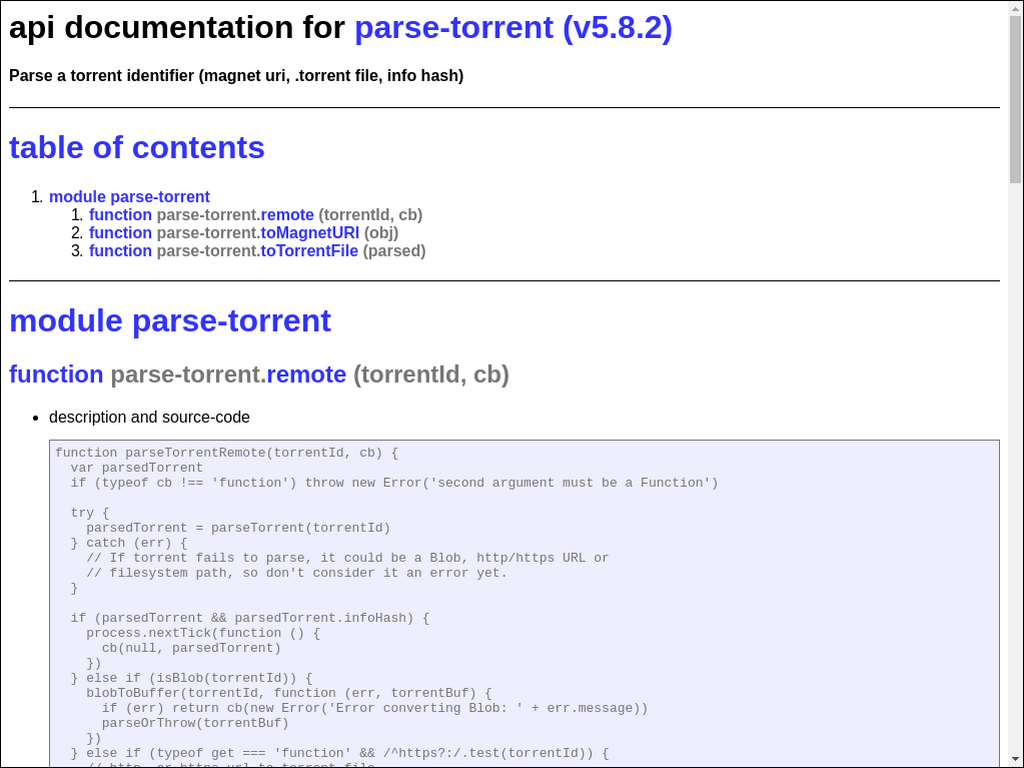 api documentation for parse-torrent (v5.8.2)
Parse a torrent identifier (magnet uri, .torrent file, info hash)
table of contents
1. module parse-torrent
1. function parse-torrent.remote (torrentId, cb)
2. function parse-torrent.toMagnetURI (obj)
3. function parse-torrent.toTorrentFile (parsed)
module parse-torrent
function parse-torrent.remote (torrentId, cb)
• description and source-code
function parseTorrentRemote(torrentId, cb) {
  var parsedTorrent
  if (typeof cb !== 'function') throw new Error('second argument must be a Function')
  try {
    parsedTorrent = parseTorrent(torrentId)
  } catch (err) {
    // If torrent fails to parse, it could be a Blob, http/https URL or
    // filesystem path, so don't consider it an error yet.
  }
  if (parsedTorrent && parsedTorrent.infoHash) {
    process.nextTick(function () {
      cb(null, parsedTorrent)
    })
  } else if (isBlob(torrentId)) {
    blobToBuffer(torrentId, function (err, torrentBuf) {
      if (err) return cb(new Error('Error converting Blob: ' + err.message))
      parseOrThrow(torrentBuf)
    })
  } else if (typeof get === 'function' && /^https?:/.test(torrentId)) {
    // http, or https url to torrent file